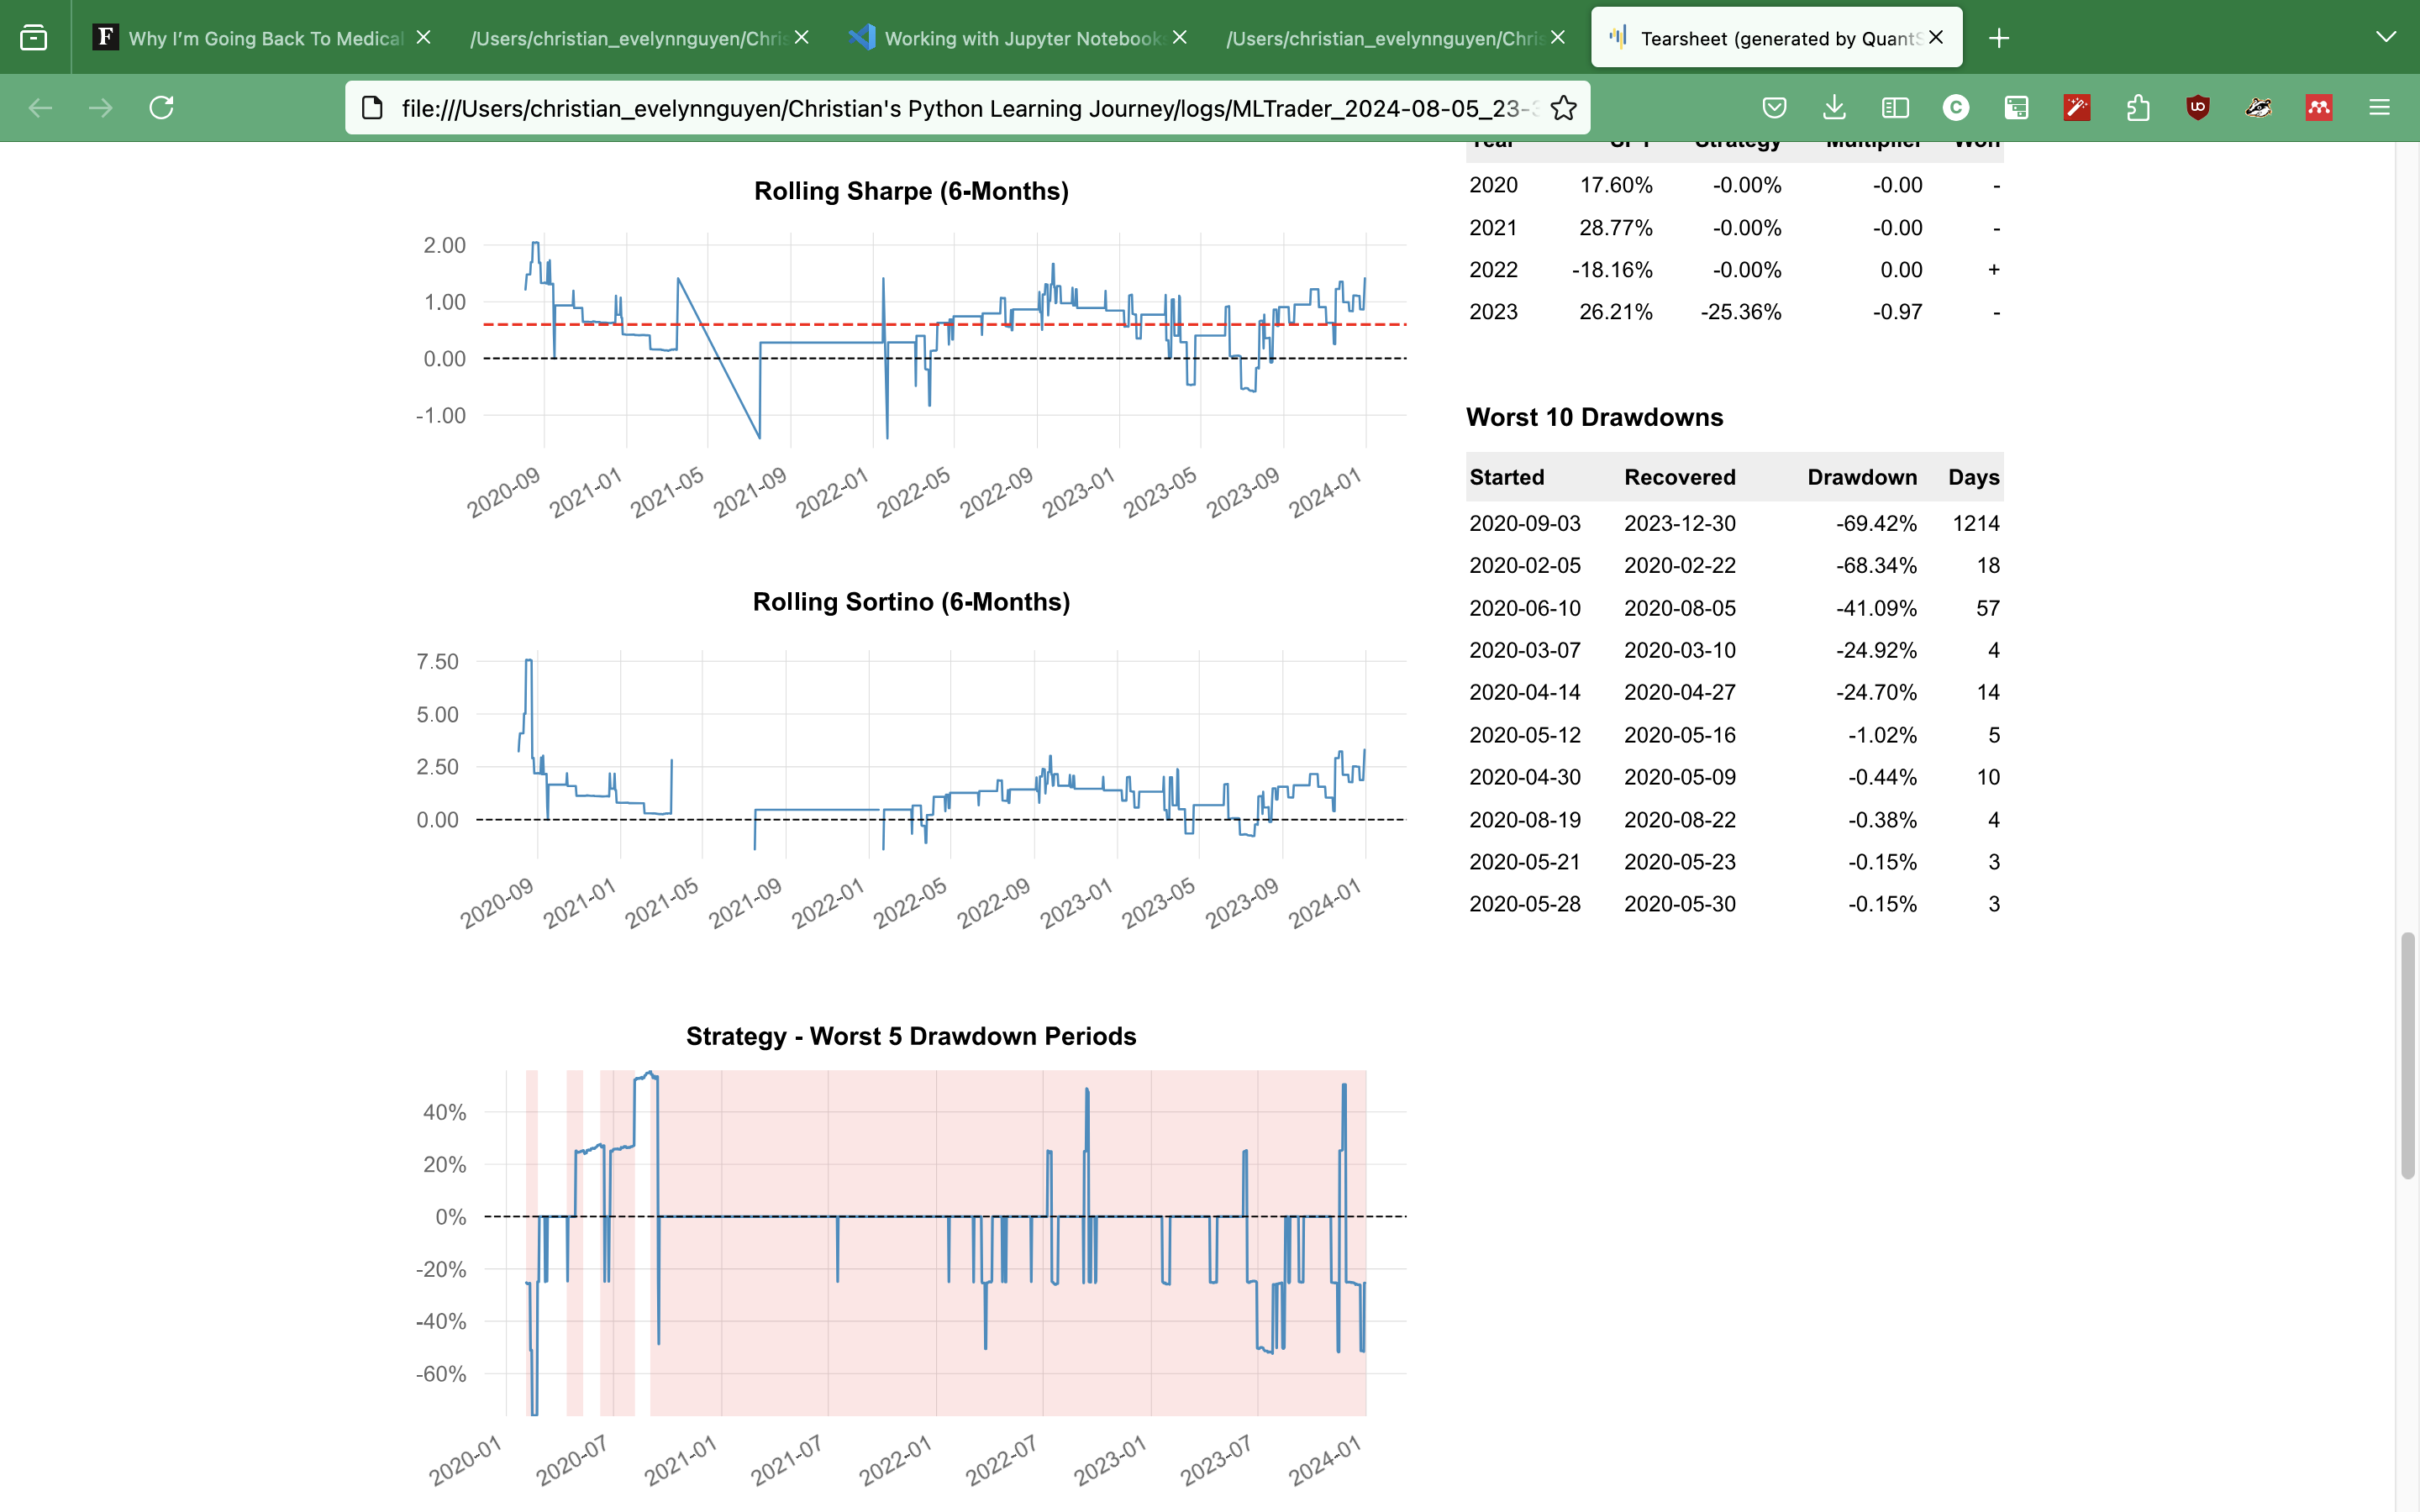 Why I'm Going Back To Medical
/Users/christian_evelynnguyen/Chris
Working with Jupyter Notebook
/Users/christian_evelynnguyen/Chris
Tearsheet (generated by QuantS
file:///Users/christian_evelynnguyen/Christian's Python Learning Journey/logs/MLTrader_2024-08-05_23-3
Rolling Sharpe (6-Months)
2.00
1.00
0.00
-1.00
2020-09 2021-01 2021-05 2021-09 2022-01 2022-05 2022-09 2023-01 2023-05 2023-09 2024-01
Rolling Sortino (6-Months)
7.50
5.00
2.50
0.00
2020-09 2021-01 2021-05 2021-09 2022-01 2022-05 2022-09 2023-01 2023-05 2023-09 2024-01
Strategy - Worst 5 Drawdown Periods
40%
20%
0%
-20%
-40%
-60%
2020-01 2020-07 2021-01 2021-07 2022-01 2022-07 2023-01 2023-07 2024-01
Year SPY Strategy Multiplier Won
2020 17.60% -0.00% -0.00 -
2021 28.77% -0.00% -0.00 -
2022 -18.16% -0.00% 0.00 +
2023 26.21% -25.36% -0.97 -
Worst 10 Drawdowns
Started Recovered Drawdown Days
2020-09-03 2023-12-30 -69.42% 1214
2020-02-05 2020-02-22 -68.34% 18
2020-06-10 2020-08-05 -41.09% 57
2020-03-07 2020-03-10 -24.92% 4
2020-04-14 2020-04-27 -24.70% 14
2020-05-12 2020-05-16 -1.02% 5
2020-04-30 2020-05-09 -0.44% 10
2020-08-19 2020-08-22 -0.38% 4
2020-05-21 2020-05-23 -0.15% 3
2020-05-28 2020-05-30 -0.15% 3